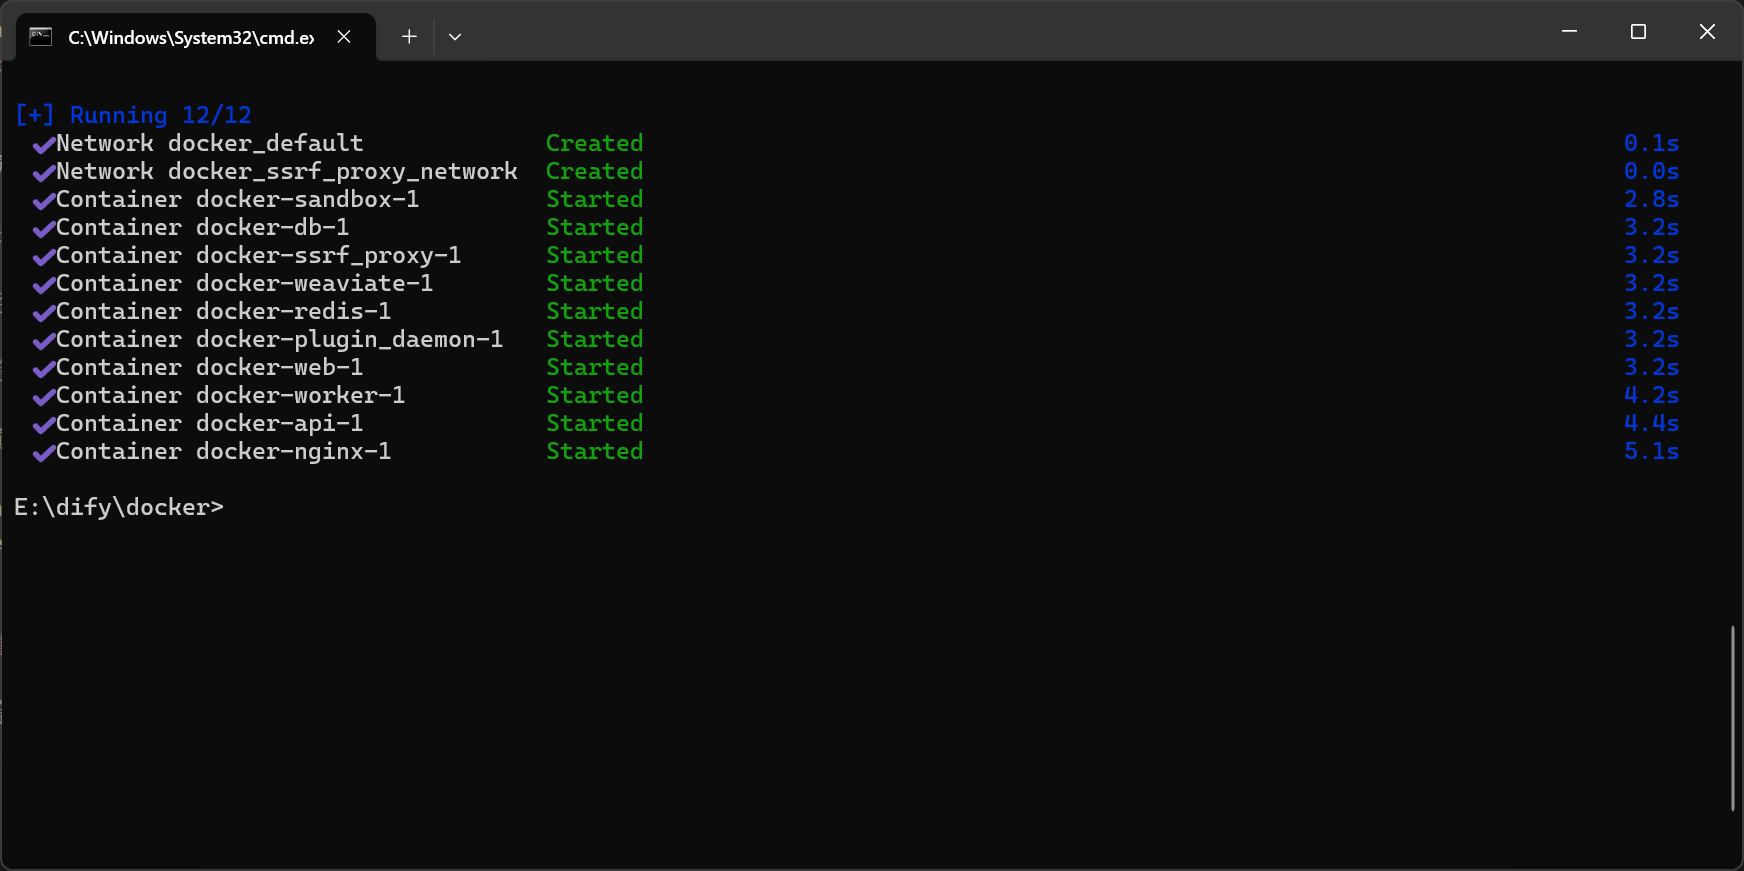 C:\Windows\System32\cmd.ex
[+] Running 12/12
✔Network docker_default Created 0.1s
✔Network docker_ssrf_proxy_network Created 0.0s
✔Container docker-sandbox-1 Started 2.8s
✔Container docker-db-1 Started 3.2s
✔Container docker-ssrf_proxy-1 Started 3.2s
✔Container docker-weaviate-1 Started 3.2s
✔Container docker-redis-1 Started 3.2s
✔Container docker-plugin_daemon-1 Started 3.2s
✔Container docker-web-1 Started 3.2s
✔Container docker-worker-1 Started 4.2s
✔Container docker-api-1 Started 4.4s
✔Container docker-nginx-1 Started 5.1s
E:\dify\docker>